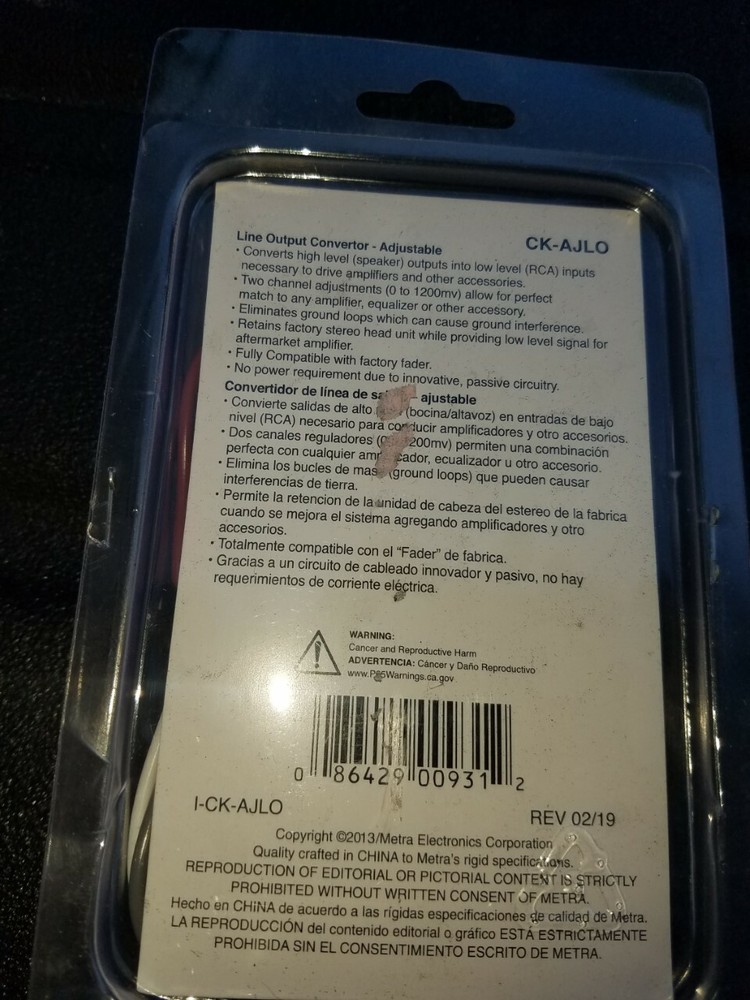 CK-AJLO
Line Output Convertor - Adjustable
• Converts high level (speaker) outputs into low level (RCA) inputs
necessary to drive amplifiers and other accessories.
• Two channel adjustments (0 to 1200mv) allow for perfect
match to any amplifier, equalizer or other accessory.
• Eliminates ground loops which can cause ground interference.
• Retains factory stereo head unit while providing low level signal for
aftermarket amplifier.
• Fully Compatible with factory fader.
• No power requirement due to innovative, passive circuitry.
Convertidor de línea de ajustable
• Convierte salidas de alto (bocina/altavoz) en entradas de bajo
nivel (RCA) necesario para conducir amplificadores y otro accesorios.
• Dos canales reguladores 1200mv) permiten una combinación
perfecta con cualquier amplificador, ecualizador u otro accesorio.
• Elimina los bucles de masa (ground loops) que pueden causar
interferencias de tierra.
• Permite la retencion de la unidad de cabeza del estereo de la fabrica
cuando se mejora el sistema agregando amplificadores y otro
accesorios.
• Totalmente compatible con el "Fader" de fabrica.
• Gracias a un circuito de cableado innovador y pasivo, no hay
requerimientos de corriente eléctrica.
WARNING:
Cancer and Reproductive Harm
ADVERTENCIA: Cáncer y Daño Reproductivo
www.P65Warnings.ca.gov
0 86429 00931 2
I-CK-AJLO
REV 02/19
Copyright ©2013/Metra Electronics Corporation
Quality crafted in CHINA to Metra's rigid specifications.
REPRODUCTION OF EDITORIAL OR PICTORIAL CONTENT IS STRICTLY
PROHIBITED WITHOUT WRITTEN CONSENT OF METRA.
Hecho en CHINA de acuerdo a las rígidas especificaciones de calidad de Metra.
LA REPRODUCCIÓN del contenido editorial o gráfico ESTÁ ESTRICTAMENTE
PROHIBIDA SIN EL CONSENTIMIENTO ESCRITO DE METRA.